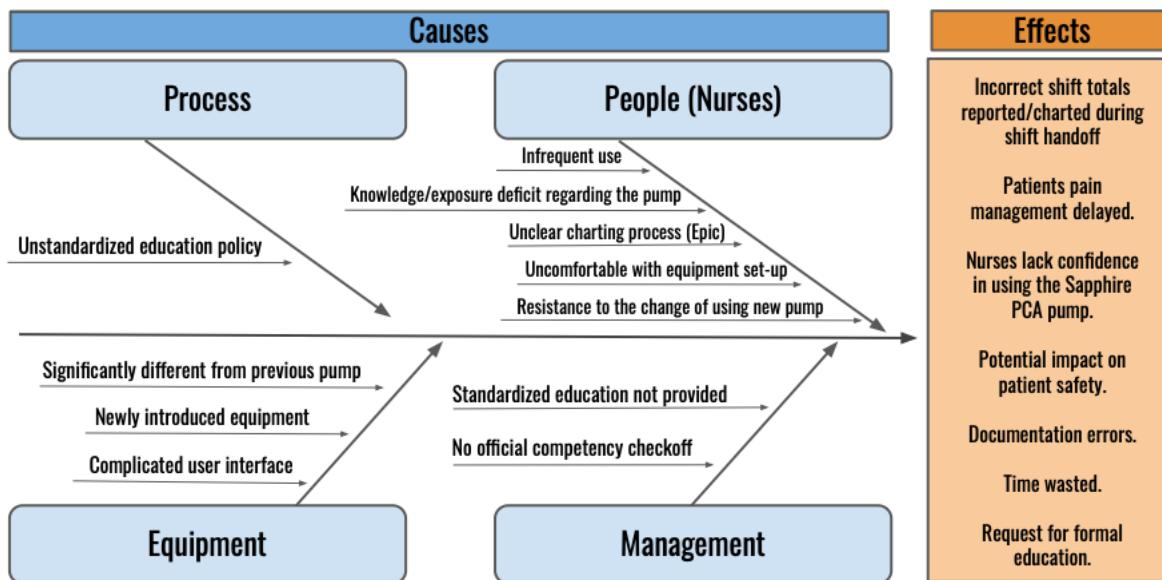 Causes
Effects
Process
People (Nurses)
Infrequent use
Knowledge/exposure deficit regarding the pump
Unclear charting process (Epic)
Uncomfortable with equipment set-up
Resistance to the change of using new pump
Unstandardized education policy
Significantly different from previous pump
Newly introduced equipment
Complicated user interface
Standardized education not provided
No official competency checkoff
Equipment
Management
Incorrect shift totals
reported/charted during
shift handoff
Patients pain
management delayed.
Nurses lack confidence
in using the Sapphire
PCA pump.
Potential impact on
patient safety.
Documentation errors.
Time wasted.
Request for formal
education.